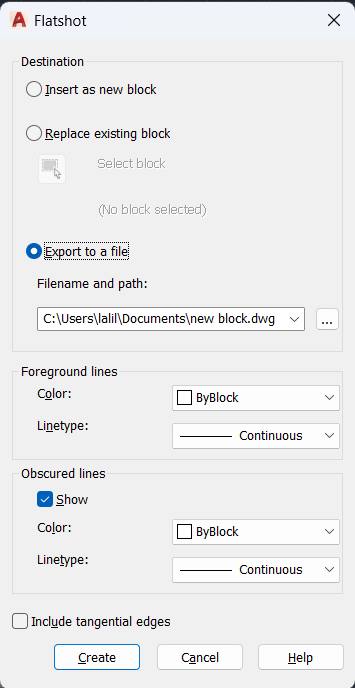 Flatshot
Destination
Insert as new block
Replace existing block
Select block
(No block selected)
Export to a file
Filename and path:
C:\Users\lalil\Documents\new block.dwg
...
Foreground lines
Color:
ByBlock
Linetype:
Continuous
Obscured lines
Show
Color:
ByBlock
Linetype:
Continuous
Include tangential edges
Create
Cancel
Help